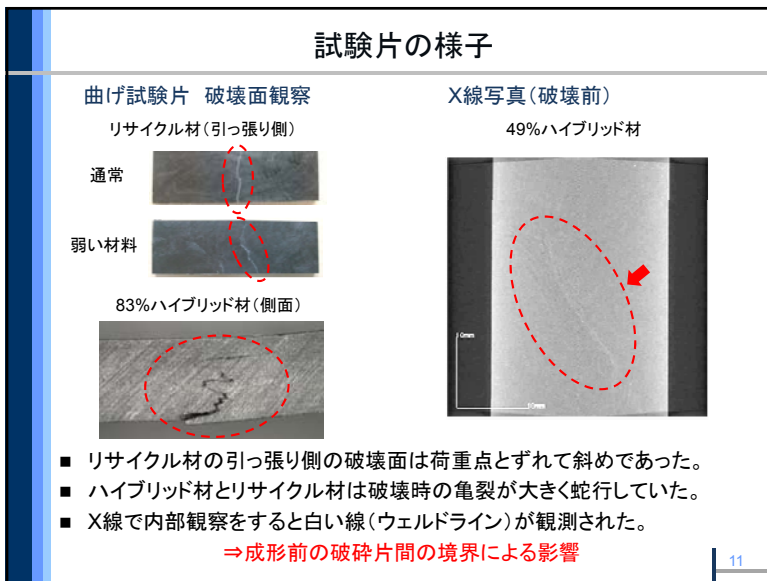 試験片の様子
曲げ試験片 破壊面観察
リサイクル材(引っ張り側)
通常
弱い材料
83%ハイブリッド材(側面)
X線写真(破壊前)
49%ハイブリッド材
■ リサイクル材の引っ張り側の破壊面は荷重点とずれて斜めであった。
■ ハイブリッド材とリサイクル材は破壊時の亀裂が大きく蛇行していた。
■ X線で内部観察をすると白い線(ウェルドライン)が観測された。
⇒成形前の破砕片間の境界による影響
11